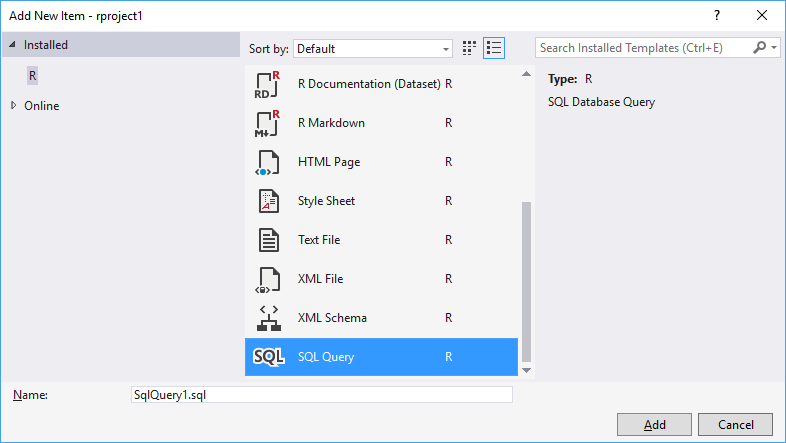 Add New Item - rproject1
?
Installed
R
Online
Sort by: Default
Search Installed Templates (Ctrl+E)
RD R R Documentation (Dataset) R
M↓ R R Markdown R
HTML Page R
A Style Sheet R
Text File R
XML File R
XML Schema R
SQL SQL Query R
Type: R
SQL Database Query
Name: SqlQuery1.sql
Add Cancel